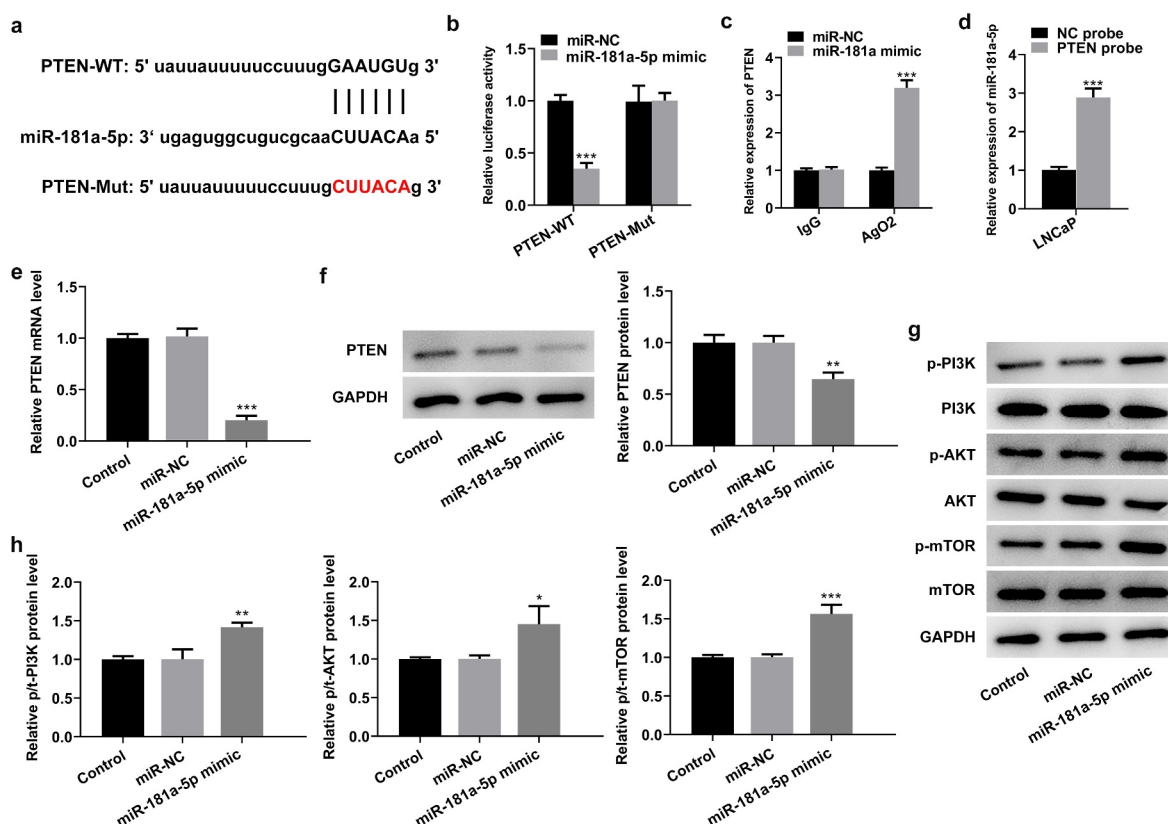 a
PTEN-WT: 5' uauuauuuuuccuuugGAAUGUg 3'
miR-181a-5p: 3‘ ugaguggcugucgcaaCUUACAa 5'
PTEN-Mut: 5' uauuauuuuuccuuugCUUACAg 3'
b
miR-NC
miR-181a-5p mimic
Relative luciferase activity
1.5
1.0
0.5
0.0
***
PTEN-WT
PTEN-Mut
c
miR-NC
miR-181a mimic
Relative expression of PTEN
4
3
2
1
0
***
IgG
AgO2
d
NC probe
PTEN probe
Relative expression of miR-181a-5p
4
3
2
1
0
***
LNCaP
e
Relative PTEN mRNA level
1.5
1.0
0.5
0.0
***
Control
miR-NC
miR-181a-5p mimic
f
PTEN
GAPDH
Control
miR-NC
miR-181a-5p mimic
Relative PTEN protein level
1.5
1.0
0.5
0.0
**
Control
miR-NC
miR-181a-5p mimic
g
p-PI3K
PI3K
p-AKT
AKT
p-mTOR
mTOR
GAPDH
Control
miR-NC
miR-181a-5p mimic
h
Relative p/t-PI3K protein level
2.0
1.5
1.0
0.5
0.0
**
Control
miR-NC
miR-181a-5p mimic
Relative p/t-AKT protein level
2.0
1.5
1.0
0.5
0.0
*
Control
miR-NC
miR-181a-5p mimic
Relative p/t-mTOR protein level
2.0
1.5
1.0
0.5
0.0
***
Control
miR-NC
miR-181a-5p mimic